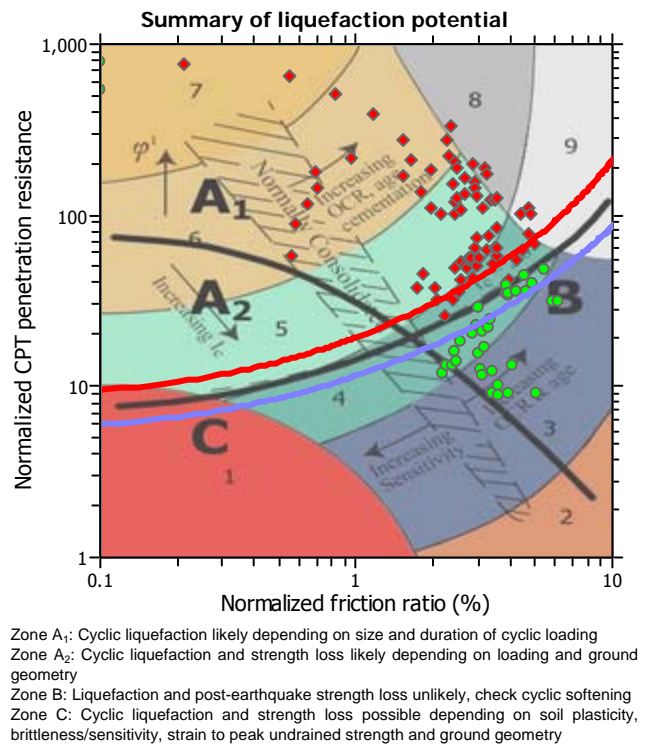 Summary of liquefaction potential
1,000
7
8
9
φ'
Increasing
OCR, age
cementation
Normally Consolidated
A1
100
6
A2
Increasing Ic
5
B
Normalized CPT penetration resistance
10
4
Increasing
OCR, age
C
Increasing
Sensitivity
3
1
2
1
0.1
1
10
Normalized friction ratio (%)
Zone A1: Cyclic liquefaction likely depending on size and duration of cyclic loading
Zone A2: Cyclic liquefaction and strength loss likely depending on loading and ground
geometry
Zone B: Liquefaction and post-earthquake strength loss unlikely, check cyclic softening
Zone C: Cyclic liquefaction and strength loss possible depending on soil plasticity,
brittleness/sensitivity, strain to peak undrained strength and ground geometry